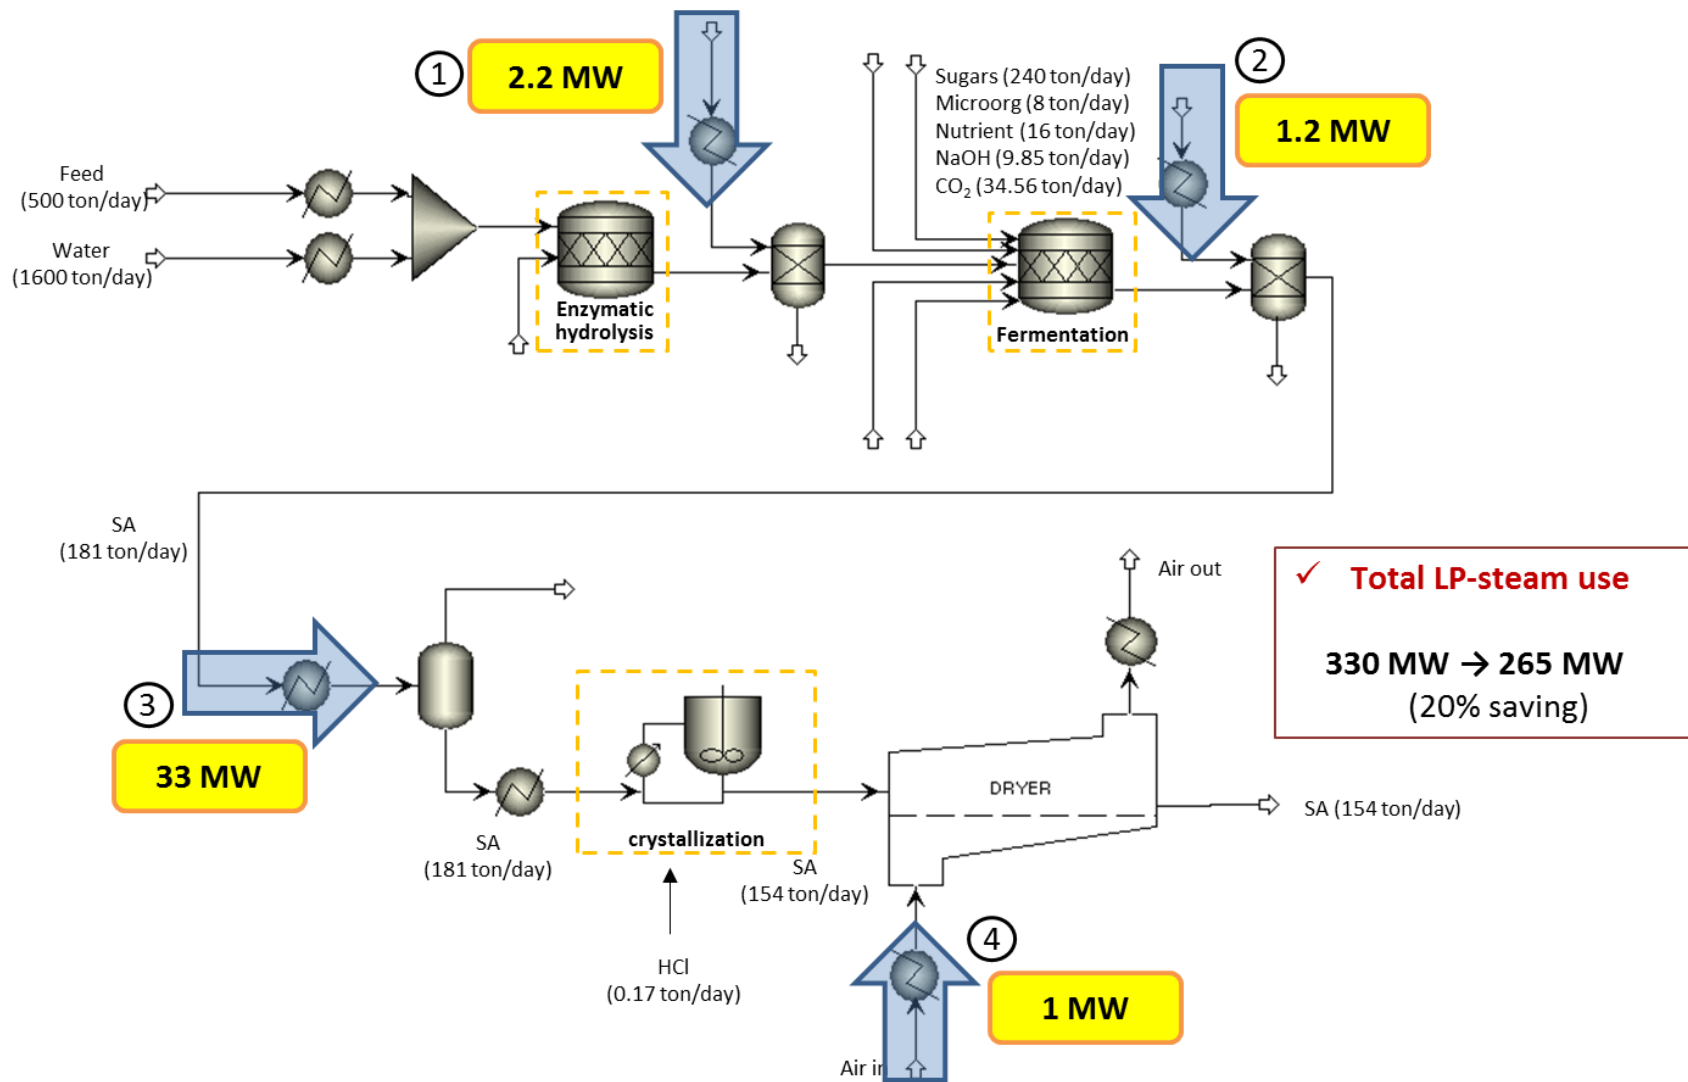 ①
2.2 MW
②
1.2 MW
Sugars (240 ton/day)
Microorg (8 ton/day)
Nutrient (16 ton/day)
NaOH (9.85 ton/day)
CO₂ (34.56 ton/day)
Feed
(500 ton/day)
Water
(1600 ton/day)
Enzymatic
hydrolysis
Fermentation
SA
(181 ton/day)
Air out
✓ Total LP-steam use
330 MW → 265 MW
(20% saving)
③
33 MW
DRYER
SA (154 ton/day)
crystallization
SA
(181 ton/day)
SA
(154 ton/day)
HCl
(0.17 ton/day)
④
1 MW
Air in